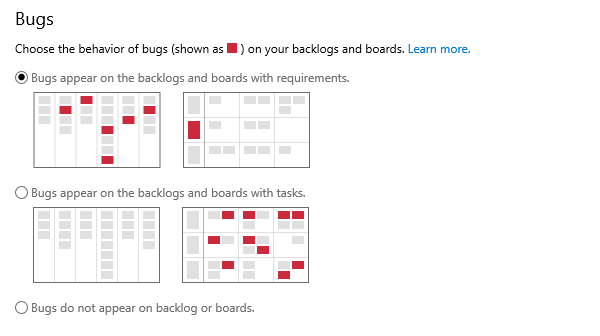 Bugs
Choose the behavior of bugs (shown as ) on your backlogs and boards. Learn more.
Bugs appear on the backlogs and boards with requirements.
Bugs appear on the backlogs and boards with tasks.
Bugs do not appear on backlog or boards.